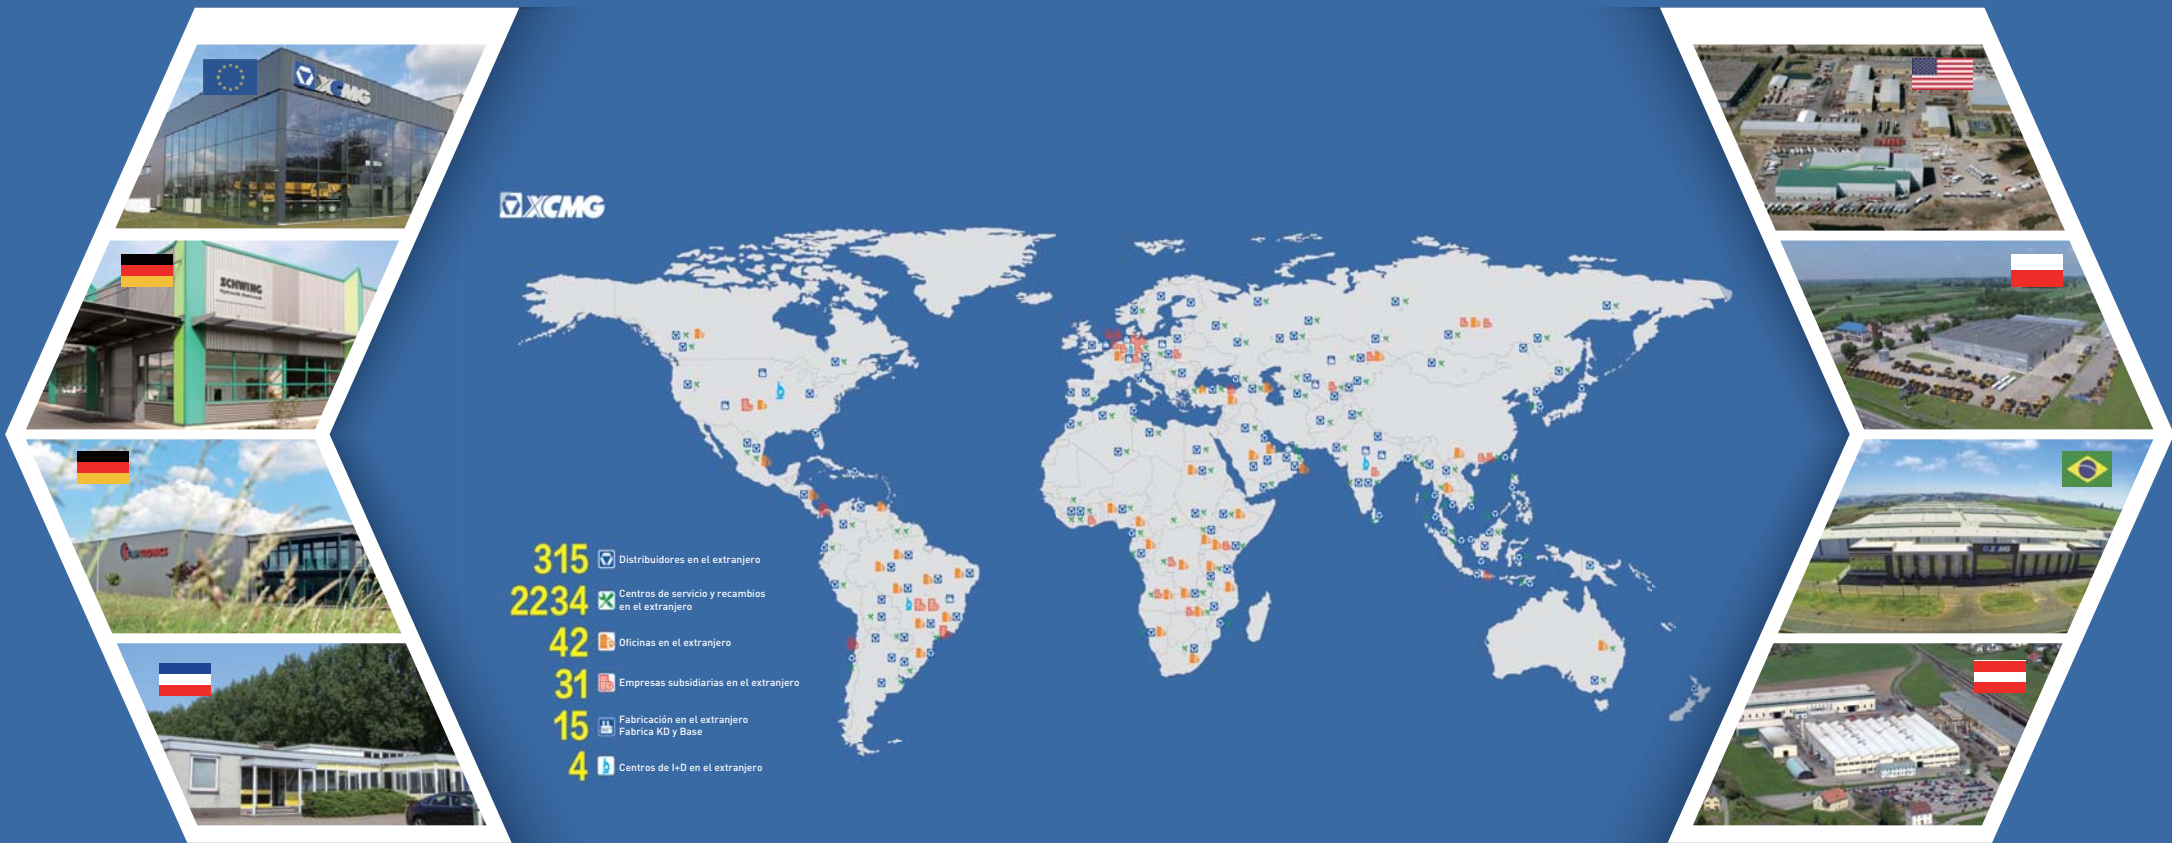 XCMG
SCHWING
XCMG
315 Distribuidores en el extranjero
2234 Centros de servicio y recambios
en el extranjero
42 Oficinas en el extranjero
31 Empresas subsidiarias en el extranjero
15 Fabricación en el extranjero
Fabrica KD y Base
4 Centros de I+D en el extranjero